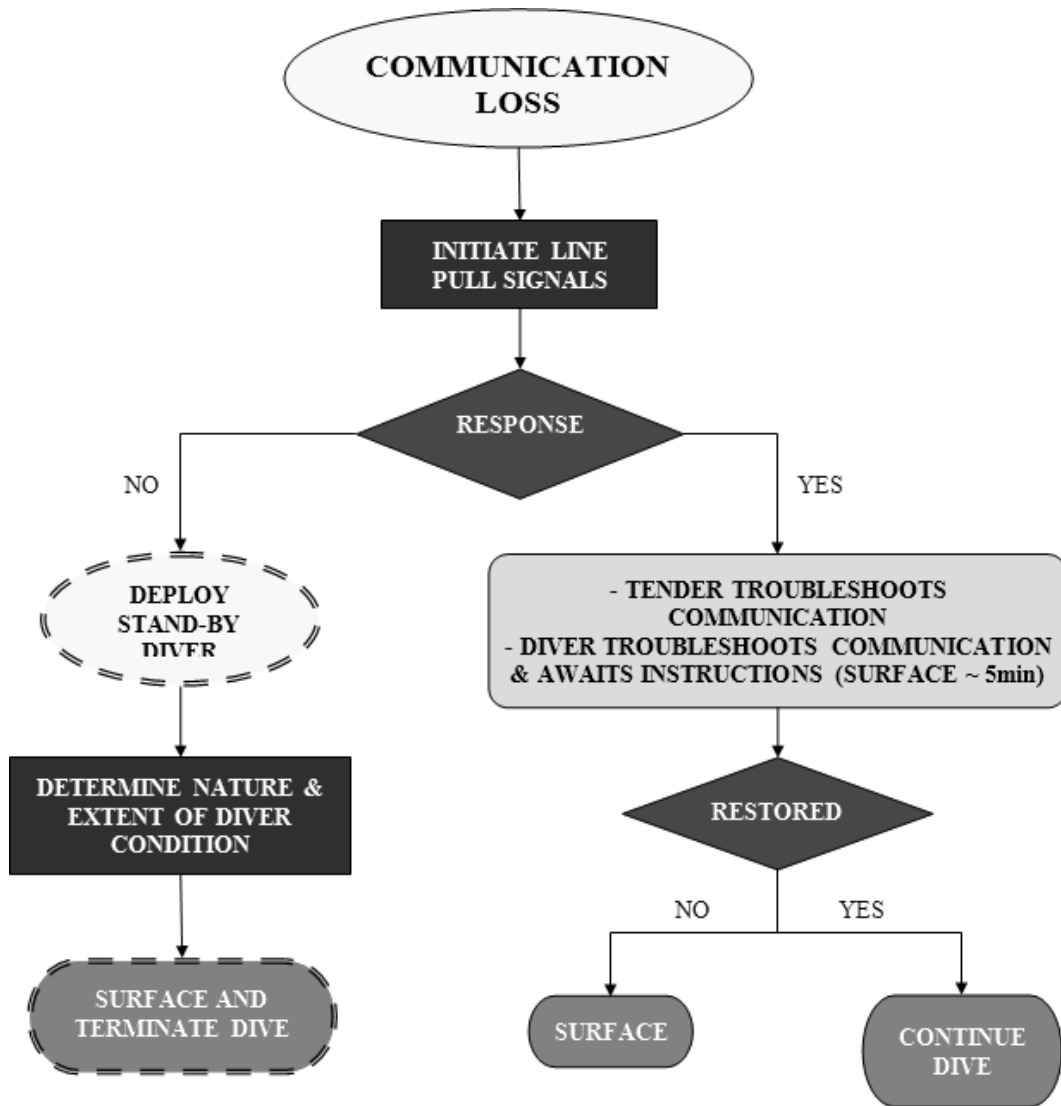 COMMUNICATION
LOSS
INITIATE LINE
PULL SIGNALS
RESPONSE
NO
YES
DEPLOY
STAND-BY
DIVER
- TENDER TROUBLESHOOTS
COMMUNICATION
- DIVER TROUBLESHOOTS COMMUNICATION
& AWAITS INSTRUCTIONS (SURFACE ~ 5min)
DETERMINE NATURE &
EXTENT OF DIVER
CONDITION
RESTORED
NO
YES
SURFACE AND
TERMINATE DIVE
SURFACE
CONTINUE
DIVE